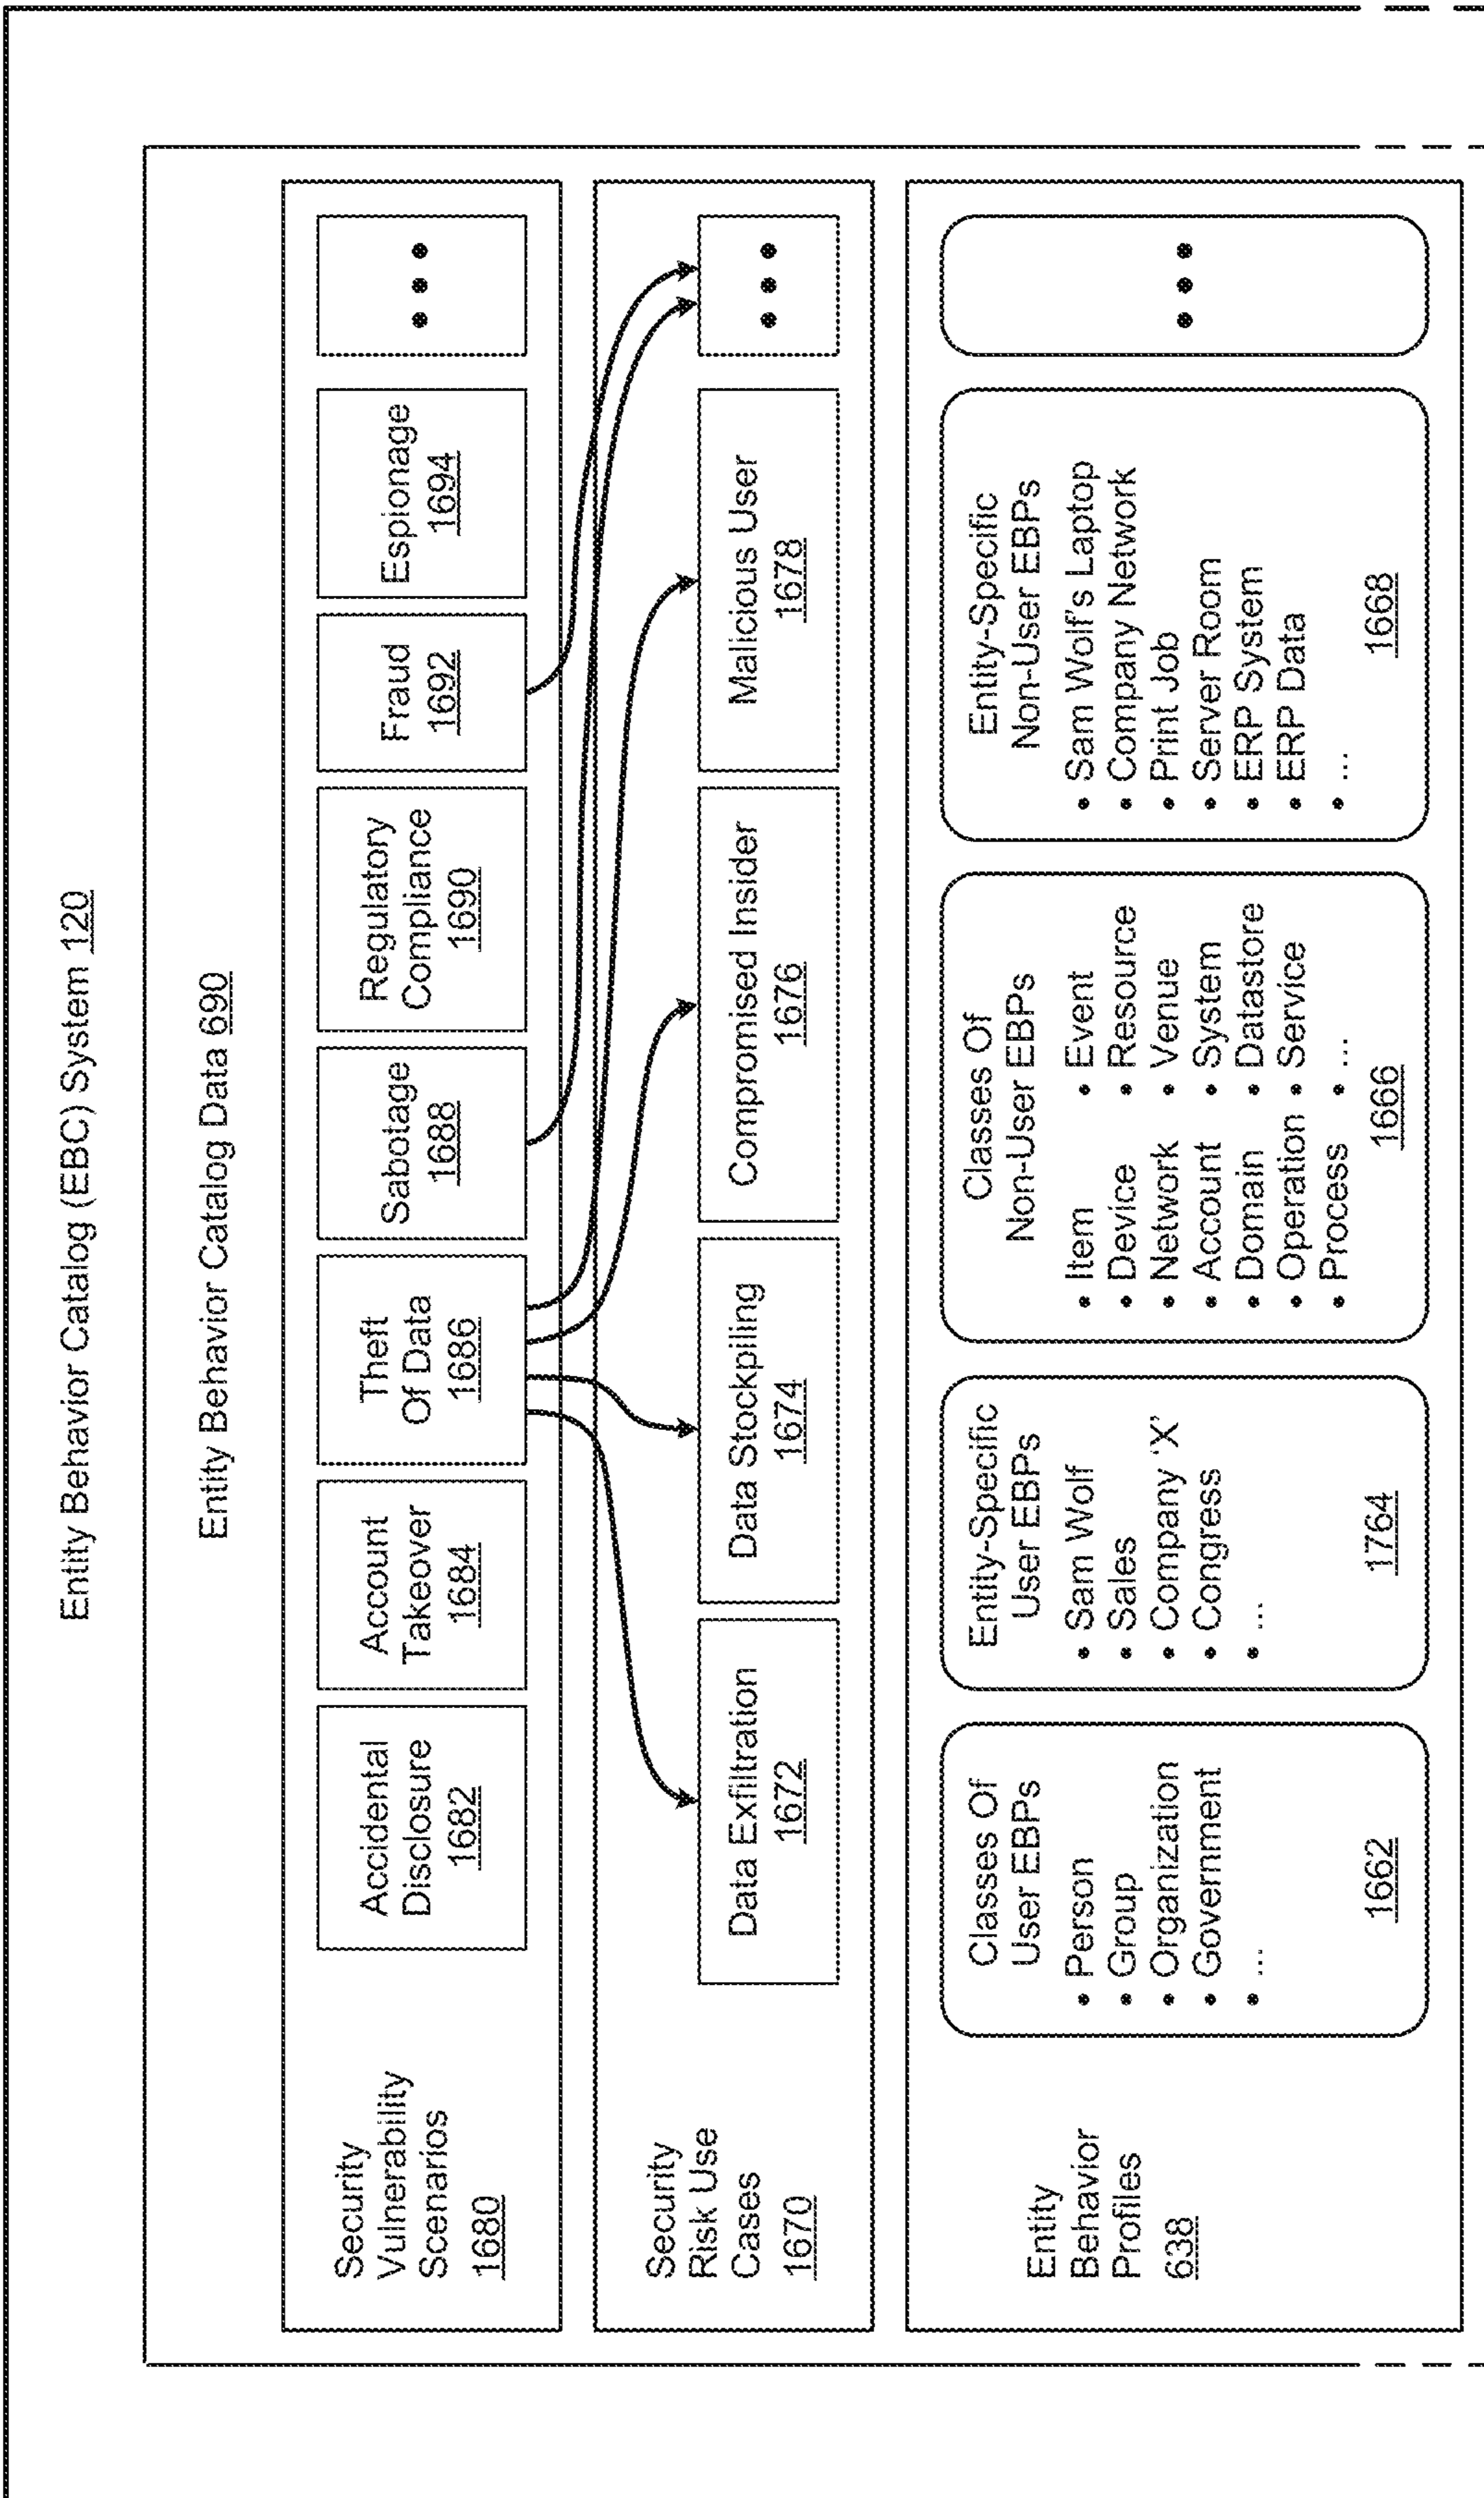 Entity Behavior Catalog (EBC) System 120
Entity Behavior Catalog Data 690
Security
Vulnerability
Scenarios
1680
Accidental
Disclosure
1682
Account
Takeover
1684
Theft
Of Data
1686
Sabotage
1688
Regulatory
Compliance
1690
Fraud
1692
Espionage
1694
• • •
Security
Risk Use
Cases
1670
Data Exfiltration
1672
Data Stockpiling
1674
Compromised Insider
1676
Malicious User
1678
• • •
Entity
Behavior
Profiles
638
Classes Of
User EBPs
• Person
• Group
• Organization
• Government
• ...
1662
Entity-Specific
User EBPs
• Sam Wolf
• Sales
• Company ‘X’
• Congress
• ...
1764
Classes Of
Non-User EBPs
• Item • Event
• Device • Resource
• Network • Venue
• Account • System
• Domain • Datastore
• Operation • Service
• Process • ...
1666
Entity-Specific
Non-User EBPs
• Sam Wolf's Laptop
• Company Network
• Print Job
• Server Room
• ERP System
• ERP Data
• ...
1668
• • •